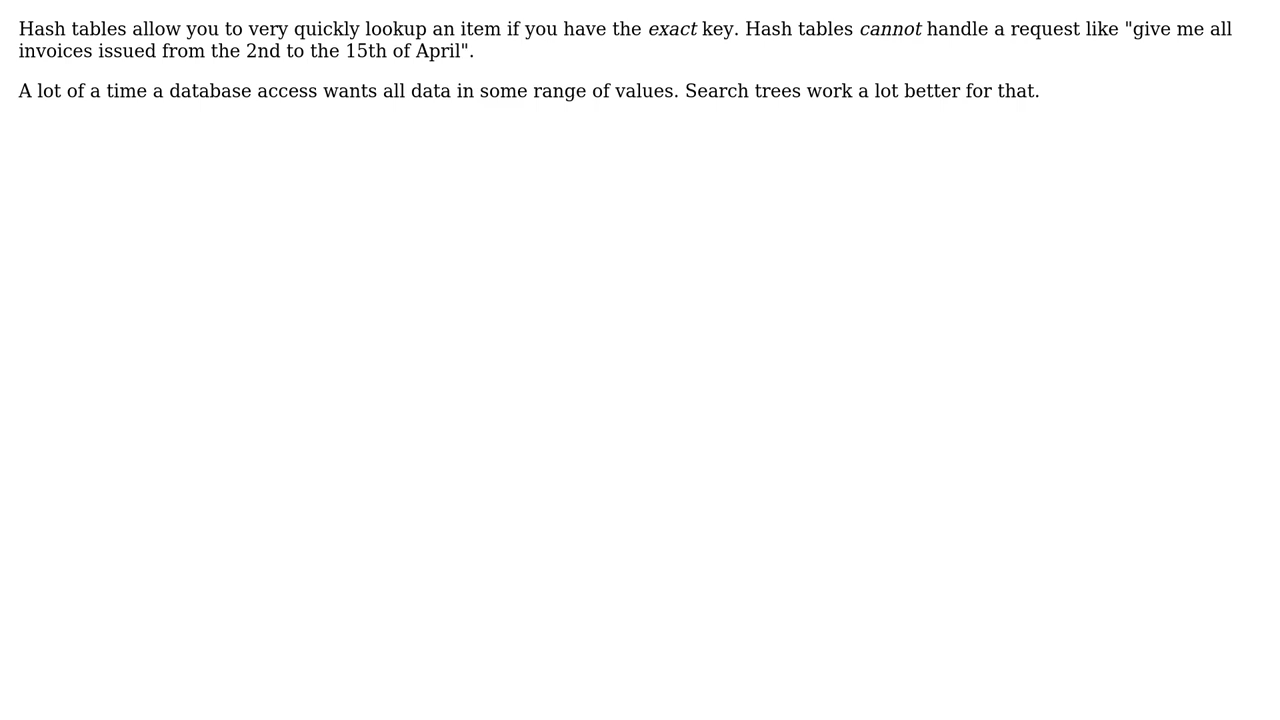 Hash tables allow you to very quickly lookup an item if you have the exact key. Hash tables cannot handle a request like "give me all
invoices issued from the 2nd to the 15th of April".
A lot of a time a database access wants all data in some range of values. Search trees work a lot better for that.